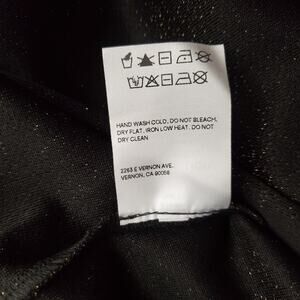 HAND WASH COLD, DO NOT BLEACH,
DRY FLAT, IRON LOW HEAT. DO NOT
DRY CLEAN
2263 E VERNON AVE.
VERNON, CA 90058